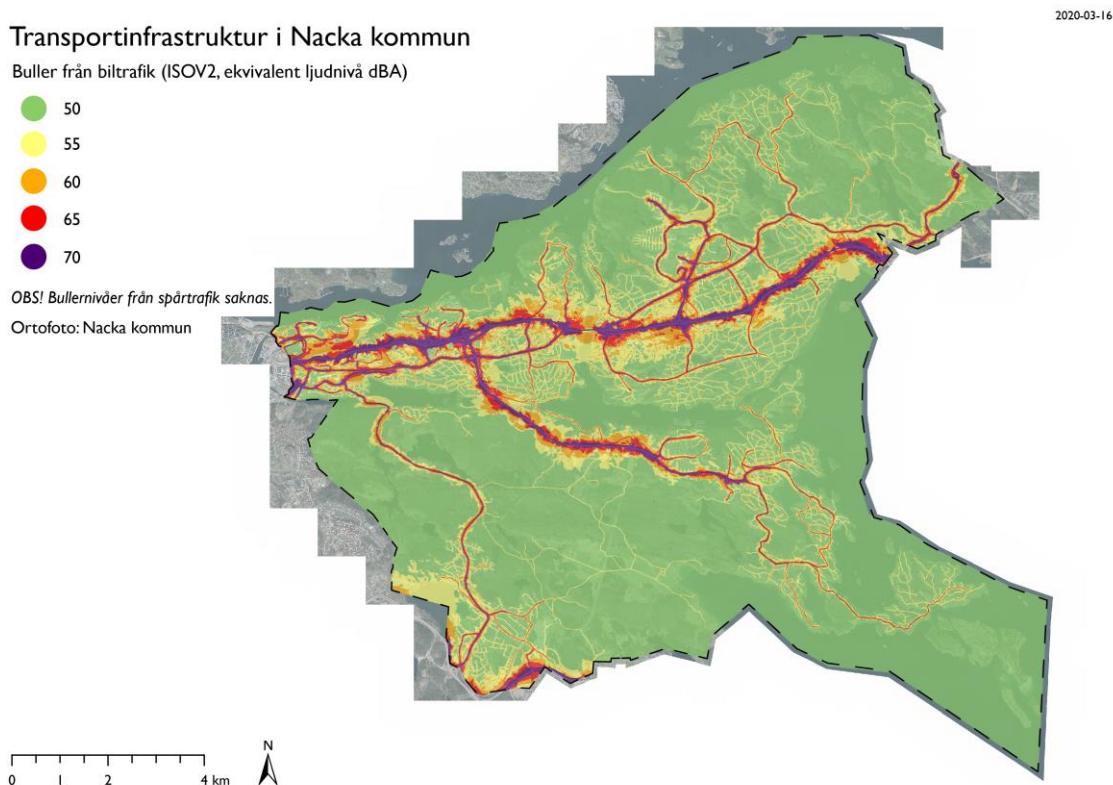 2020-03-16
Transportinfrastruktur i Nacka kommun
Buller från biltrafik (ISOV2, ekvivalent ljudnivå dBA)
50
55
60
65
70
OBS! Bullernivåer från spårtrafik saknas.
Ortofoto: Nacka kommun
N
0 1 2 4 km